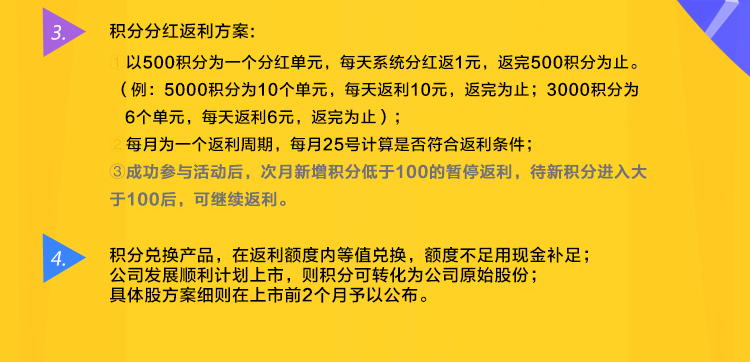 3. 积分分红返利方案：
1 以500积分为一个分红单元，每天系统分红返1元，返完500积分为止。
（例：5000积分为10个单元，每天返利10元，返完为止；3000积分为
6个单元，每天返利6元，返完为止）；
2 每月为一个返利周期，每月25号计算是否符合返利条件；
③成功参与活动后，次月新增积分低于100的暂停返利，待新积分进入大
于100后，可继续返利。
4. 积分兑换产品，在返利额度内等值兑换，额度不足用现金补足；
公司发展顺利计划上市，则积分可转化为公司原始股份；
具体股方案细则在上市前2个月予以公布。